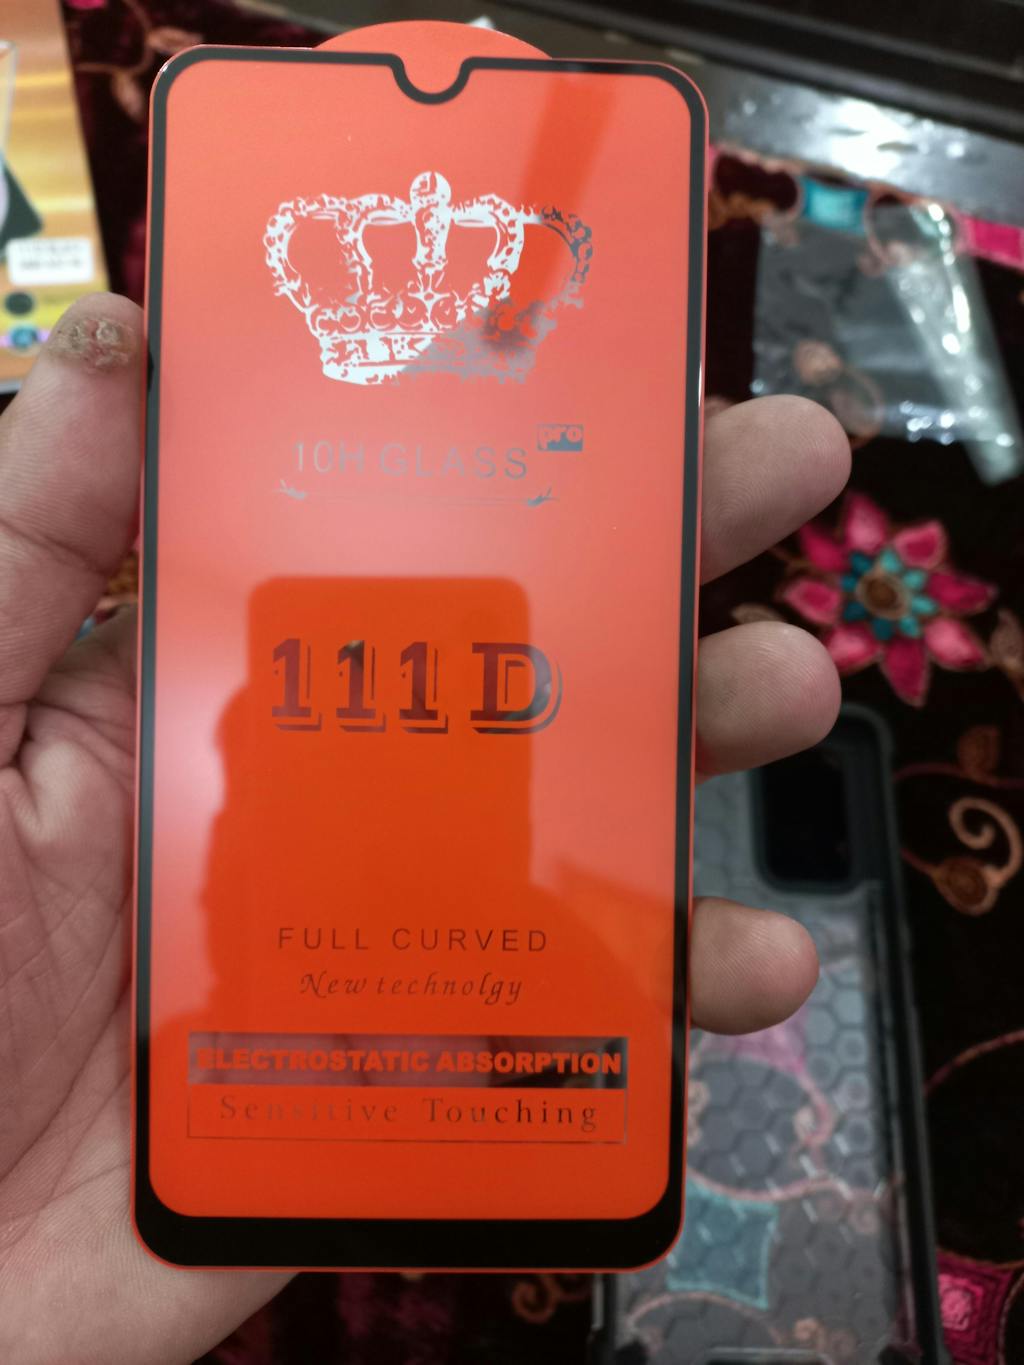 10H GLASS pro
111D
FULL CURVED
New technolgy
ELECTROSTATIC ABSORPTION
Sensitive Touching